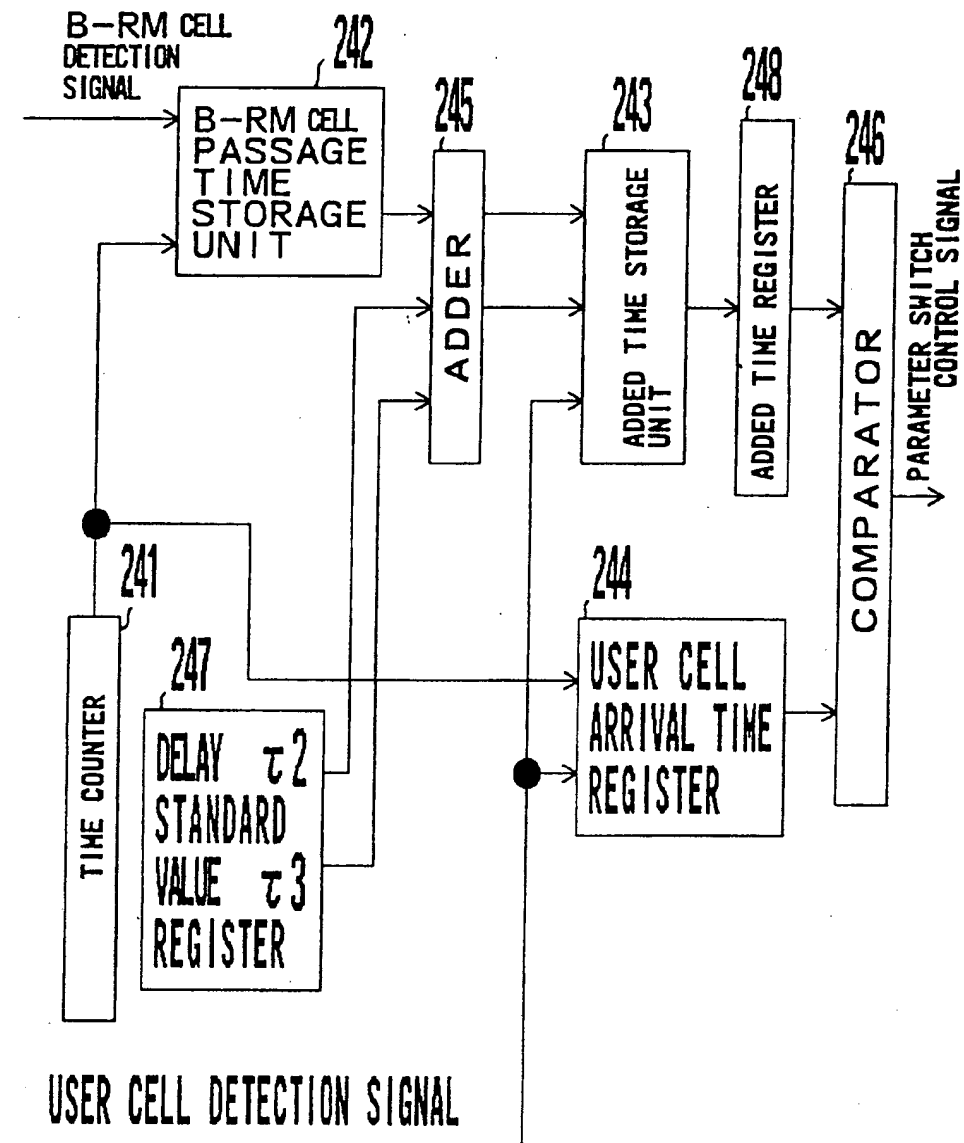 B-RM CELL
DETECTION
SIGNAL
242
B-RM CELL
PASSAGE
TIME
STORAGE
UNIT
245
ADDER
243
ADDED TIME STORAGE
UNIT
248
ADDED TIME REGISTER
246
COMPARATOR
PARAMETER SWITCH
CONTROL SIGNAL
241
TIME COUNTER
247
DELAY τ2
STANDARD
VALUE τ3
REGISTER
244
USER CELL
ARRIVAL TIME
REGISTER
USER CELL DETECTION SIGNAL